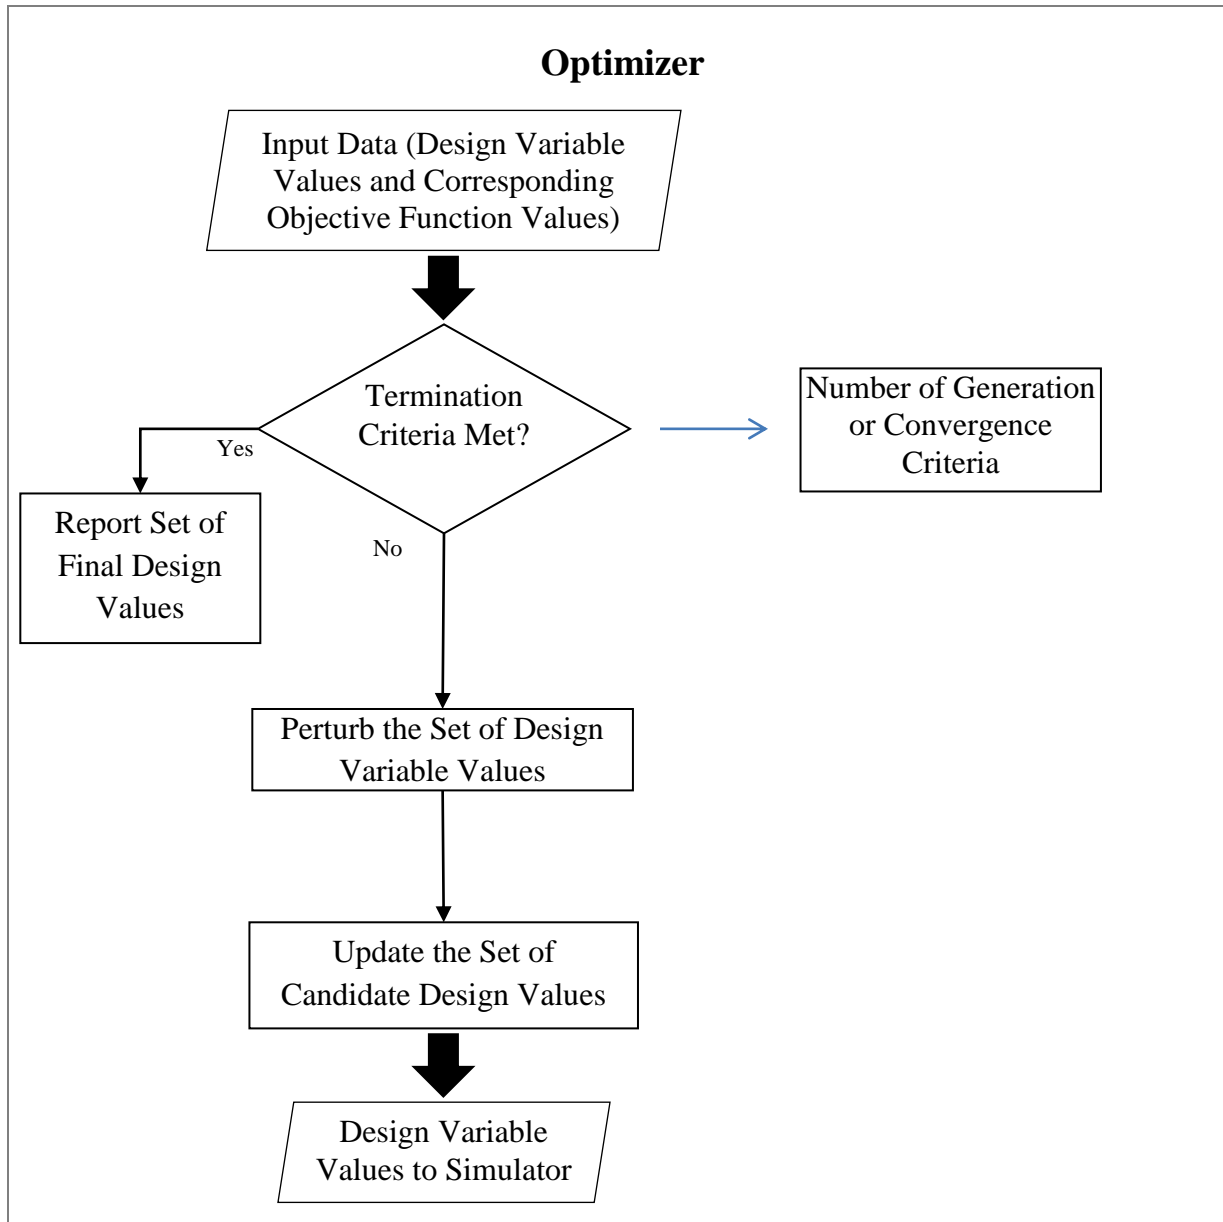 Optimizer
Input Data (Design Variable
Values and Corresponding
Objective Function Values)
Termination
Criteria Met?
Number of Generation
or Convergence
Criteria
Yes
Report Set of
Final Design
Values
No
Perturb the Set of Design
Variable Values
Update the Set of
Candidate Design Values
Design Variable
Values to Simulator